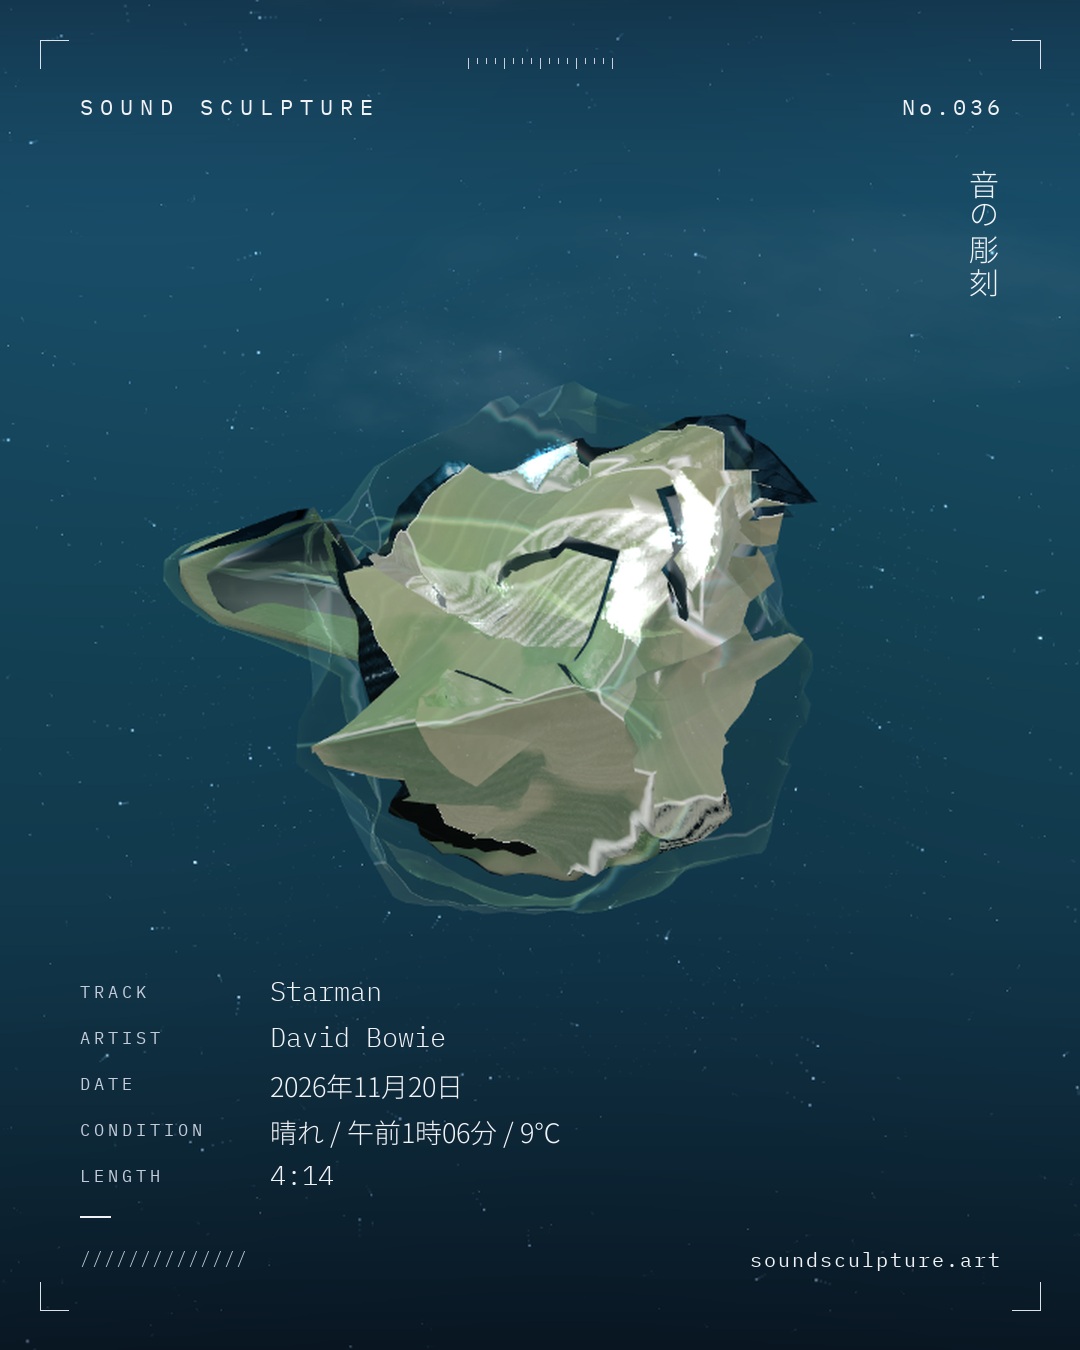 SOUND SCULPTURE
No.036
音の彫刻
TRACK Starman
ARTIST David Bowie
DATE 2026年11月20日
CONDITION 晴れ / 午前1時06分 / 9°C
LENGTH 4:14
//////////////
soundsculpture.art